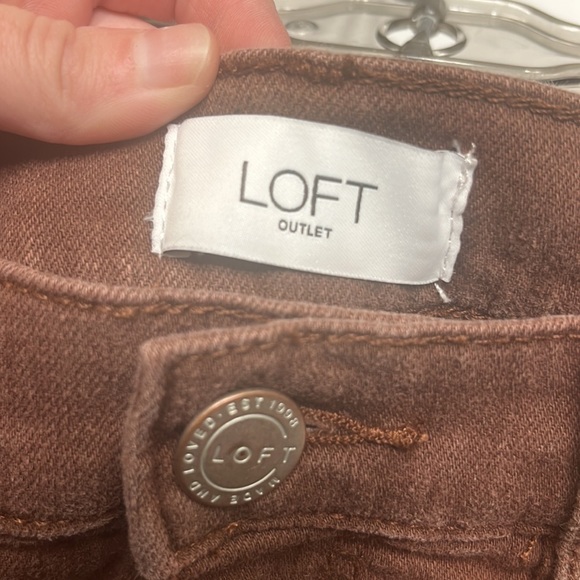 LOFT
OUTLET
MADE AND LOVED · EST 1998
LOFT